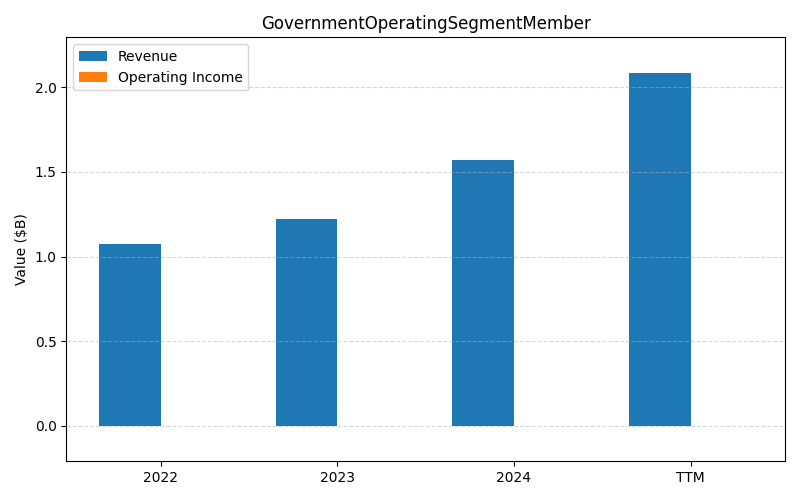 GovernmentOperatingSegmentMember
Revenue
Operating Income
Value ($B)
2.0
1.5
1.0
0.5
0.0
2022
2023
2024
TTM